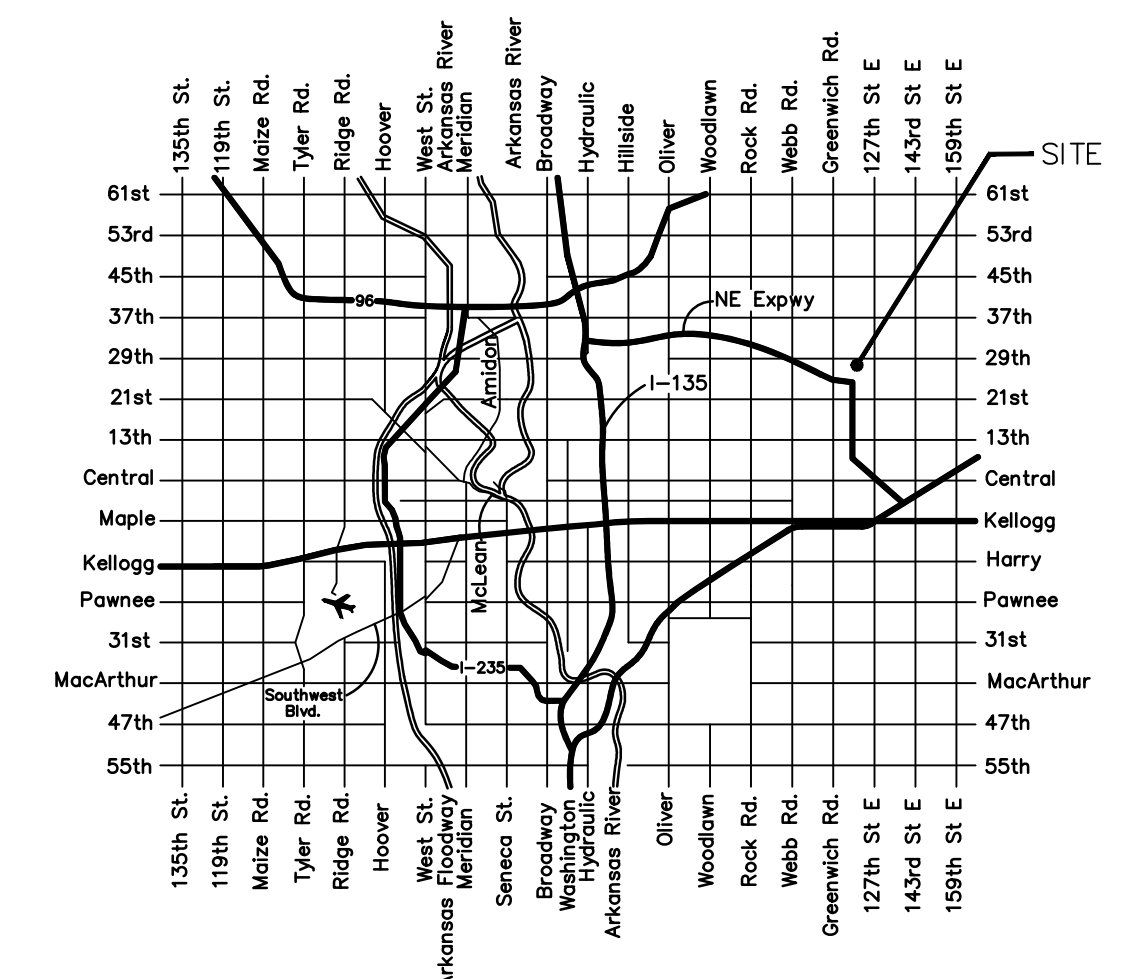 135th St.
119th St.
Maize Rd.
Tyler Rd.
Ridge Rd.
Hoover
West St.
Arkansas River
Meridian
Arkansas River
Broadway
Hydraulic
Hillside
Oliver
Woodlawn
Rock Rd.
Webb Rd.
Greenwich Rd.
127th St E
143rd St E
159th St E
SITE
61st 61st
53rd 53rd
45th 45th
96
NE Expwy
37th 37th
29th 29th
Amidon
I-135
21st 21st
13th 13th
Central Central
Maple Kellogg
Kellogg Harry
McLean
Pawnee Pawnee
31st 31st
I-235
MacArthur MacArthur
Southwest
Blvd.
47th 47th
55th 55th
135th St.
119th St.
Maize Rd.
Tyler Rd.
Ridge Rd.
Hoover
West St.
rkansas Floodway
Meridian
Seneca St.
Broadway
Washington
Hydraulic
Arkansas River
Oliver
Woodlawn
Rock Rd.
Webb Rd.
Greenwich Rd.
127th St E
143rd St E
159th St E